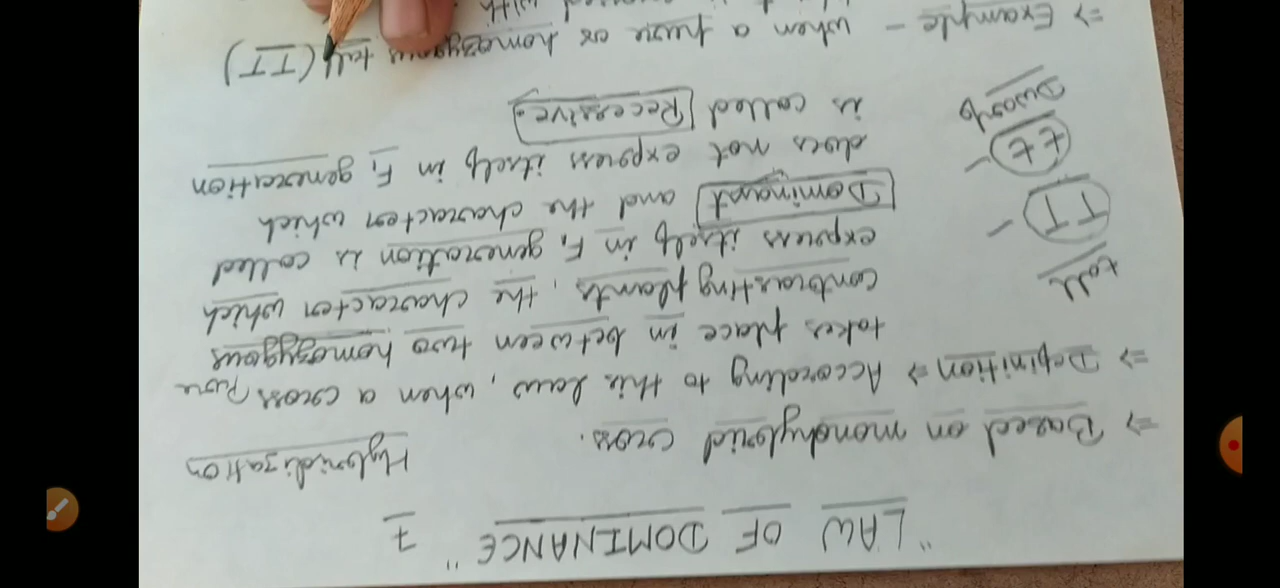 "LAW OF DOMINANCE" 7
Hybridization
⇒ Based on monohybrid cross.
⇒ Definition → According to this law, when a cross Pure
takes place in between two homozygous
contrasting plants, the character which
express itself in F1 generation is called
Dominant and the character which
does not express itself in F1 generation
is called Recessive.
tall
TT -
tt -
Dwarf
⇒ Example - when a pure or homozygous tall (TT)
with